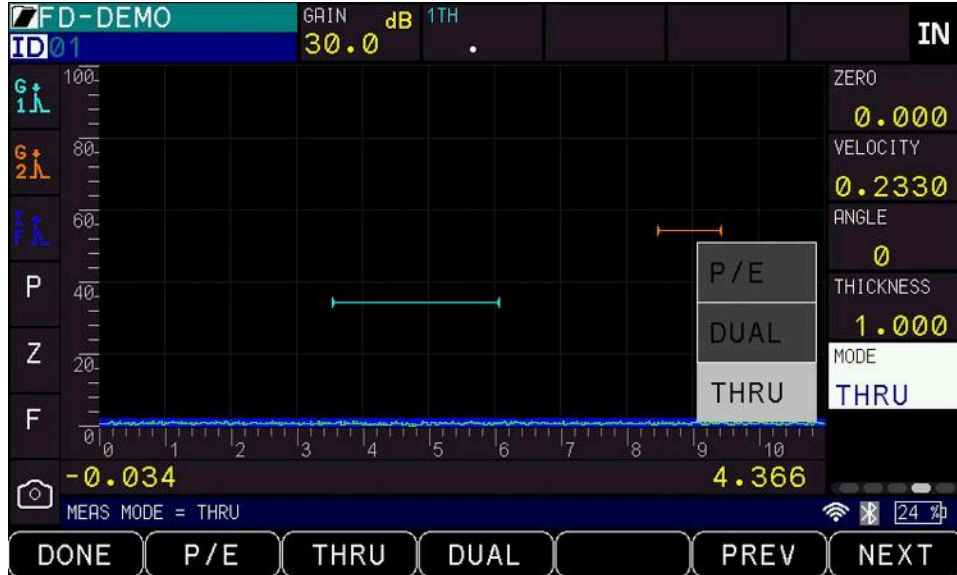 FD-DEMO
ID01
GAIN dB
30.0
1TH
.
IN
G
1
G
2
I
F
P
Z
F
100
80
60
40
20
0
0 1 2 3 4 5 6 7 8 9 10
P/E
DUAL
THRU
ZERO
0.000
VELOCITY
0.2330
ANGLE
0
THICKNESS
1.000
MODE
THRU
-0.034 4.366
MEAS MODE = THRU
24 %
DONE P/E THRU DUAL PREV NEXT